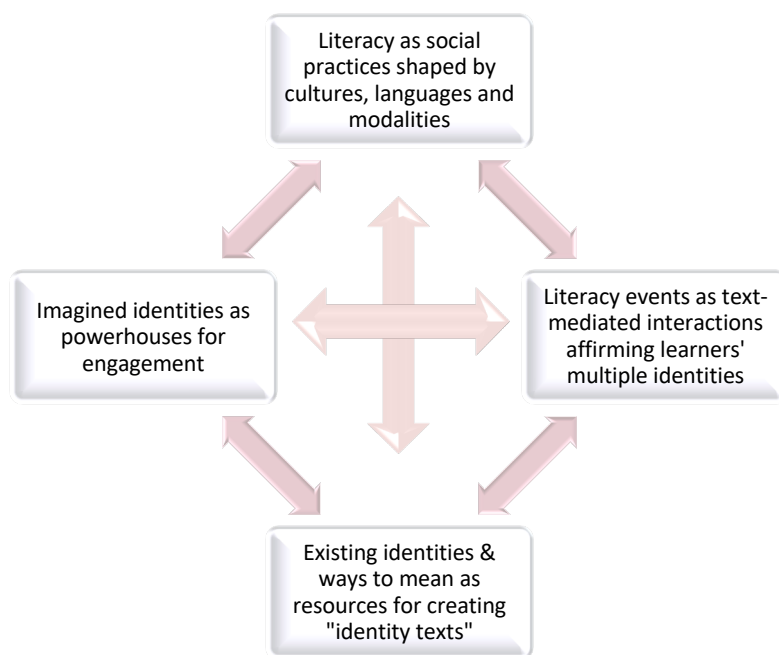 Literacy as social
practices shaped by
cultures, languages and
modalities
Imagined identities as
powerhouses for
engagement
Literacy events as text-
mediated interactions
affirming learners'
multiple identities
Existing identities &
ways to mean as
resources for creating
"identity texts"